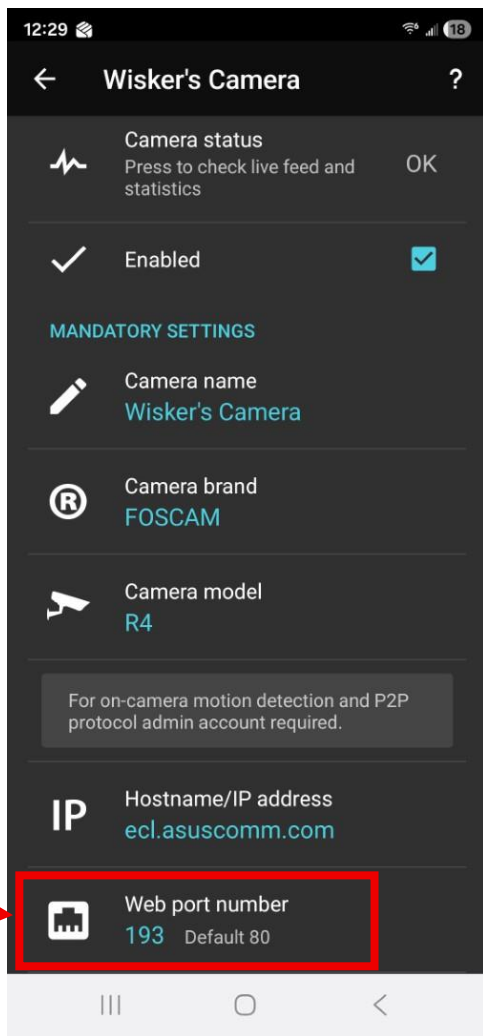 12:29 18
Wisker's Camera ?
Camera status
Press to check live feed and
statistics
OK
Enabled
MANDATORY SETTINGS
Camera name
Wisker's Camera
® Camera brand
FOSCAM
Camera model
R4
For on-camera motion detection and P2P
protocol admin account required.
IP Hostname/IP address
ecl.asuscomm.com
Web port number
193 Default 80